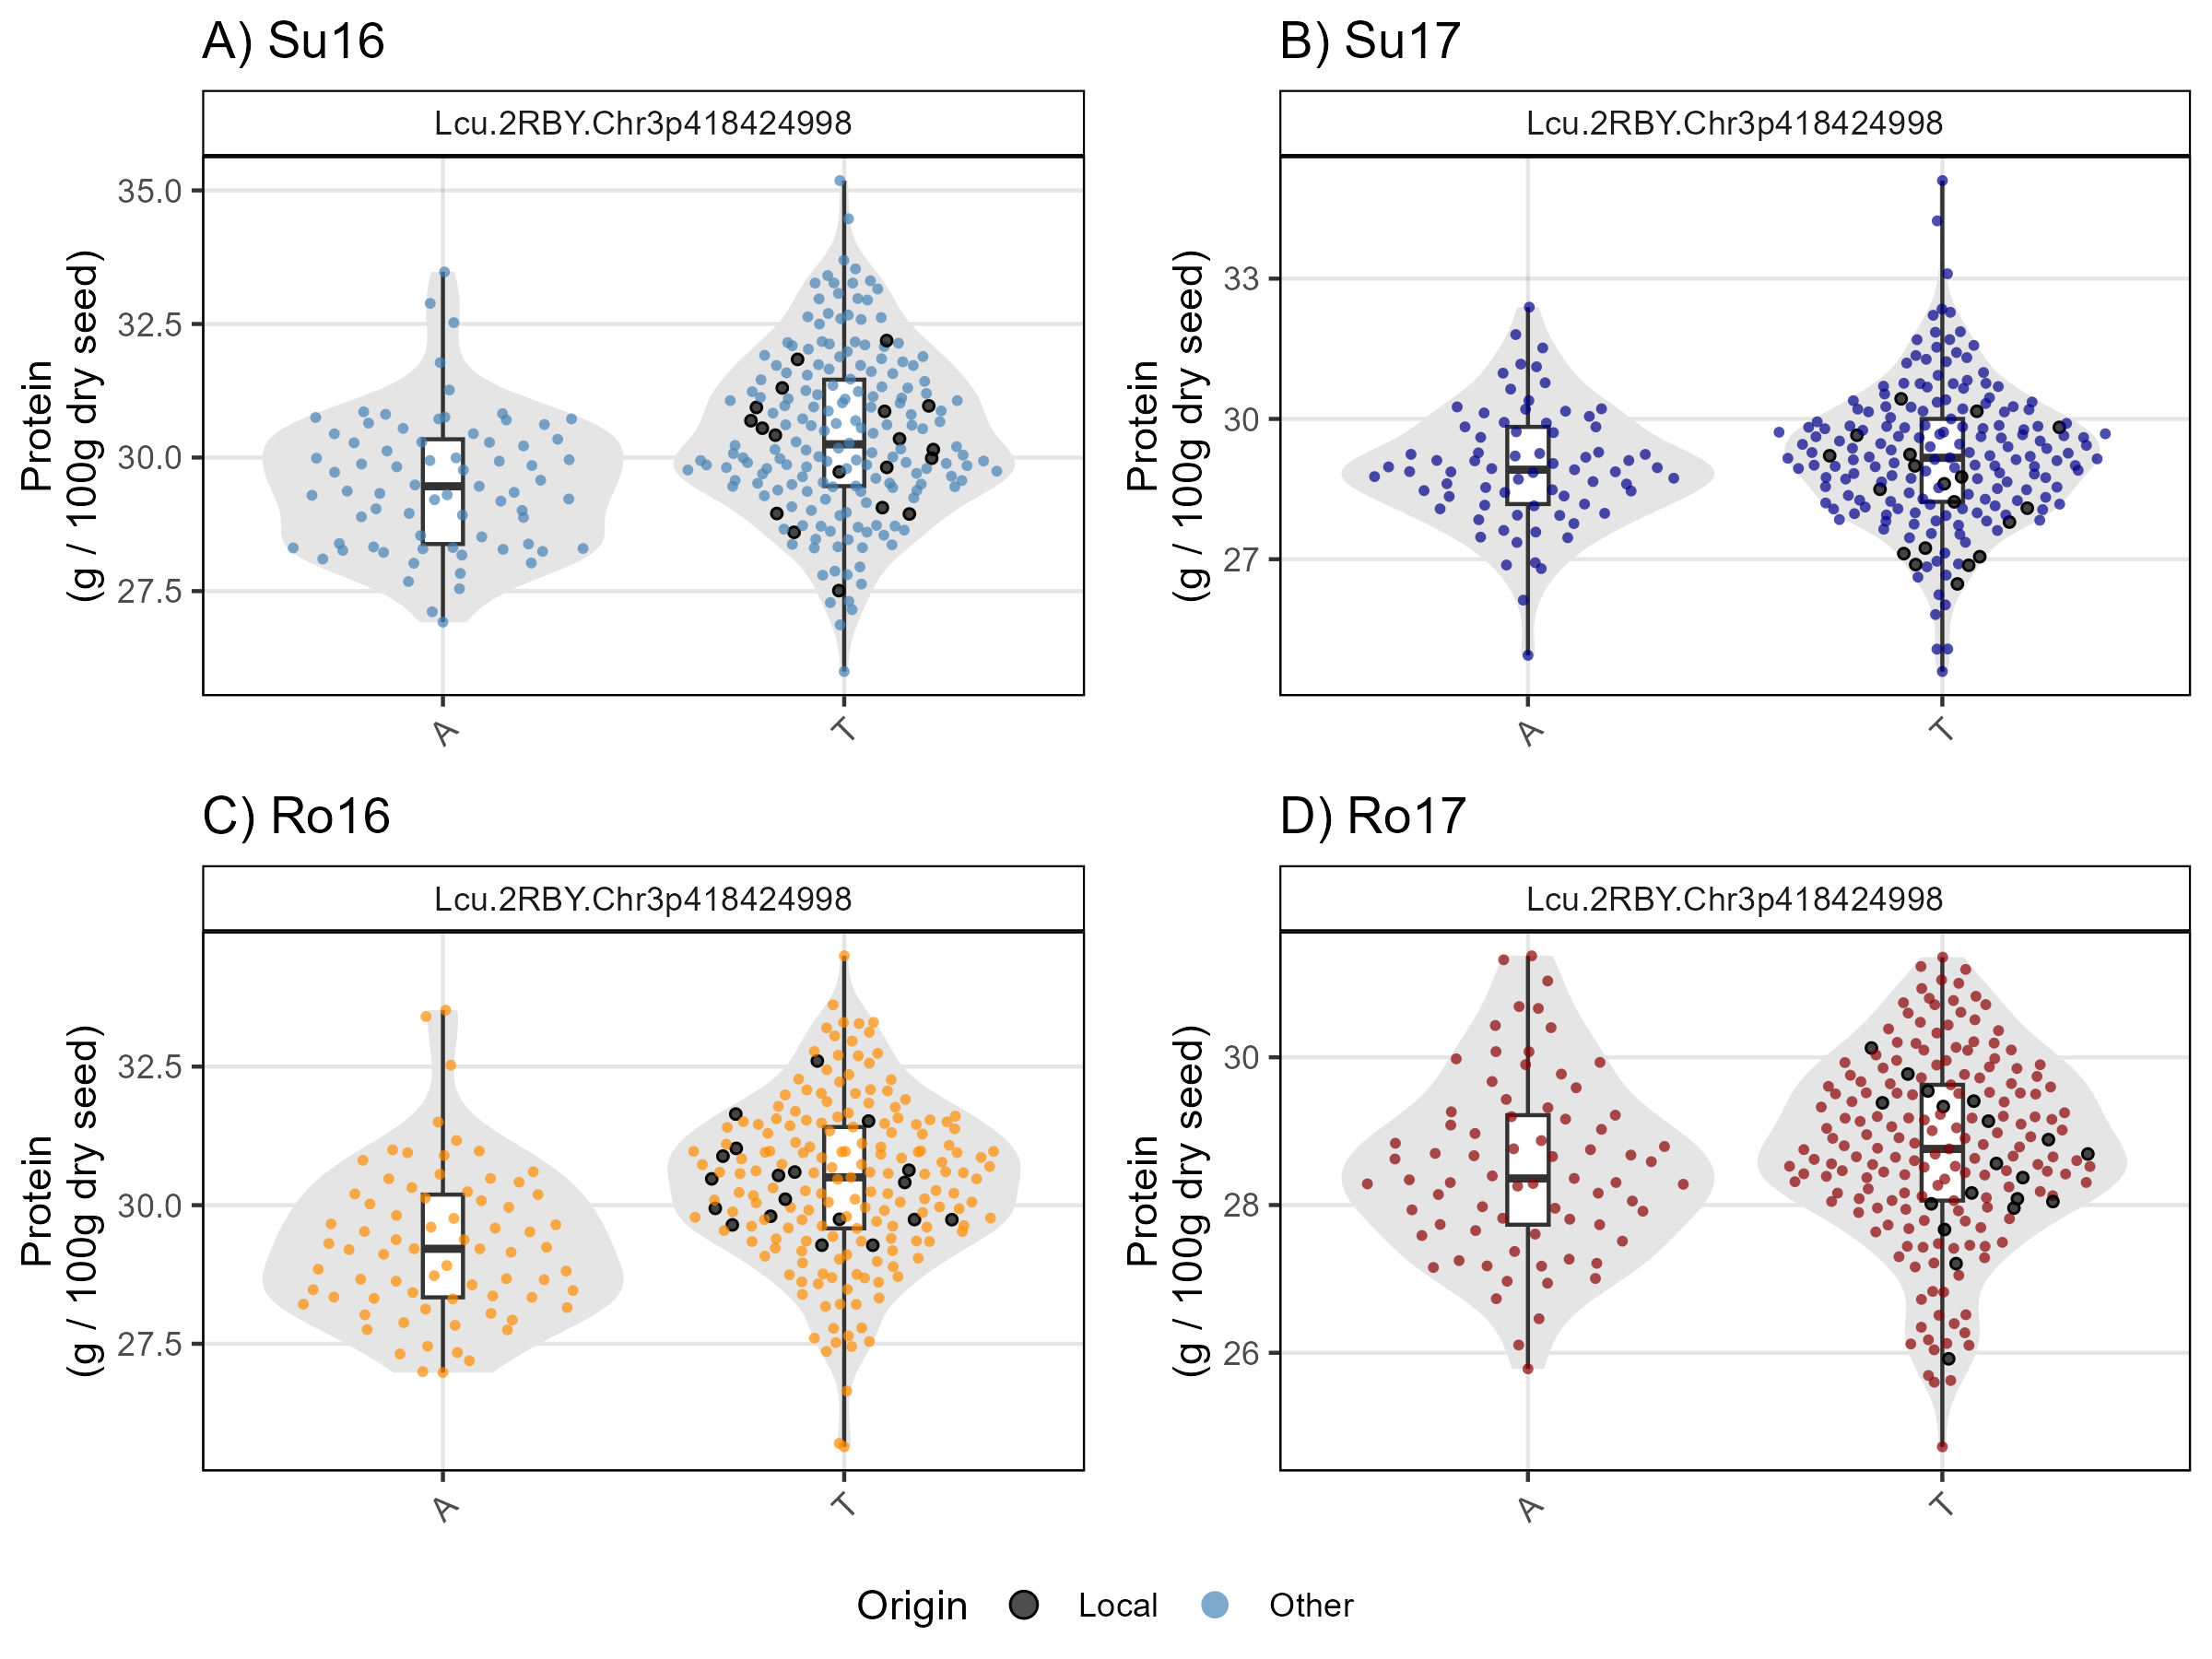 A) Su16
Lcu.2RBY.Chr3p418424998
Protein
(g / 100g dry seed)
35.0
32.5
30.0
27.5
A
T
B) Su17
Lcu.2RBY.Chr3p418424998
Protein
(g / 100g dry seed)
33
30
27
A
T
C) Ro16
Lcu.2RBY.Chr3p418424998
Protein
(g / 100g dry seed)
32.5
30.0
27.5
A
T
D) Ro17
Lcu.2RBY.Chr3p418424998
Protein
(g / 100g dry seed)
30
28
26
A
T
Origin Local Other